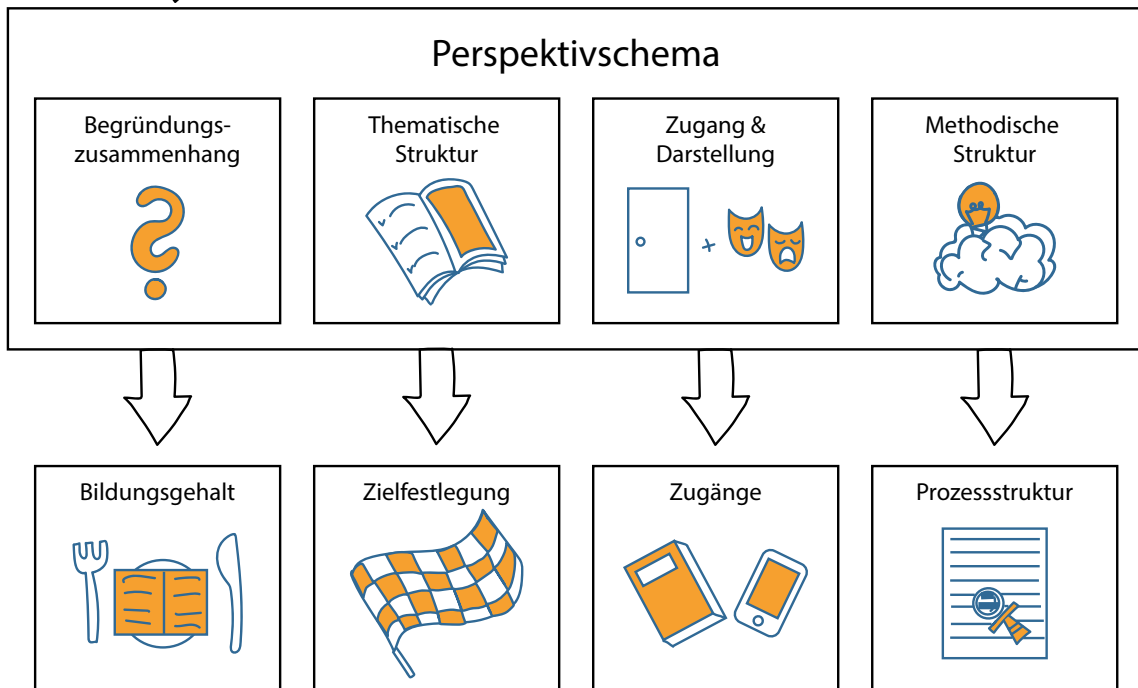 Perspektivschema
Begründungs-
zusammenhang
Thematische
Struktur
Zugang &
Darstellung
Methodische
Struktur
Bildungsgehalt
Zielfestlegung
Zugänge
Prozessstruktur